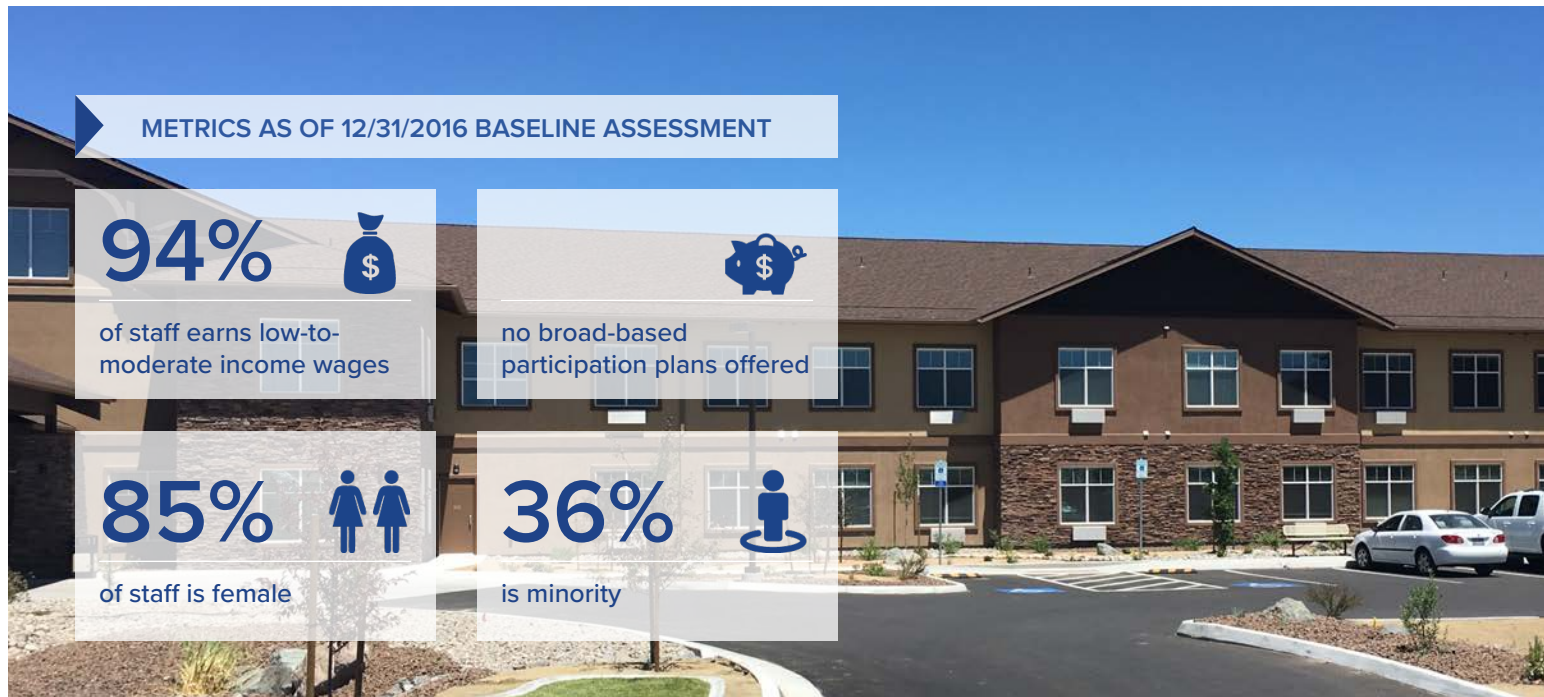 METRICS AS OF 12/31/2016 BASELINE ASSESSMENT
94%
$
of staff earns low-to-
moderate income wages
$
no broad-based
participation plans offered
85%
of staff is female
36%
is minority